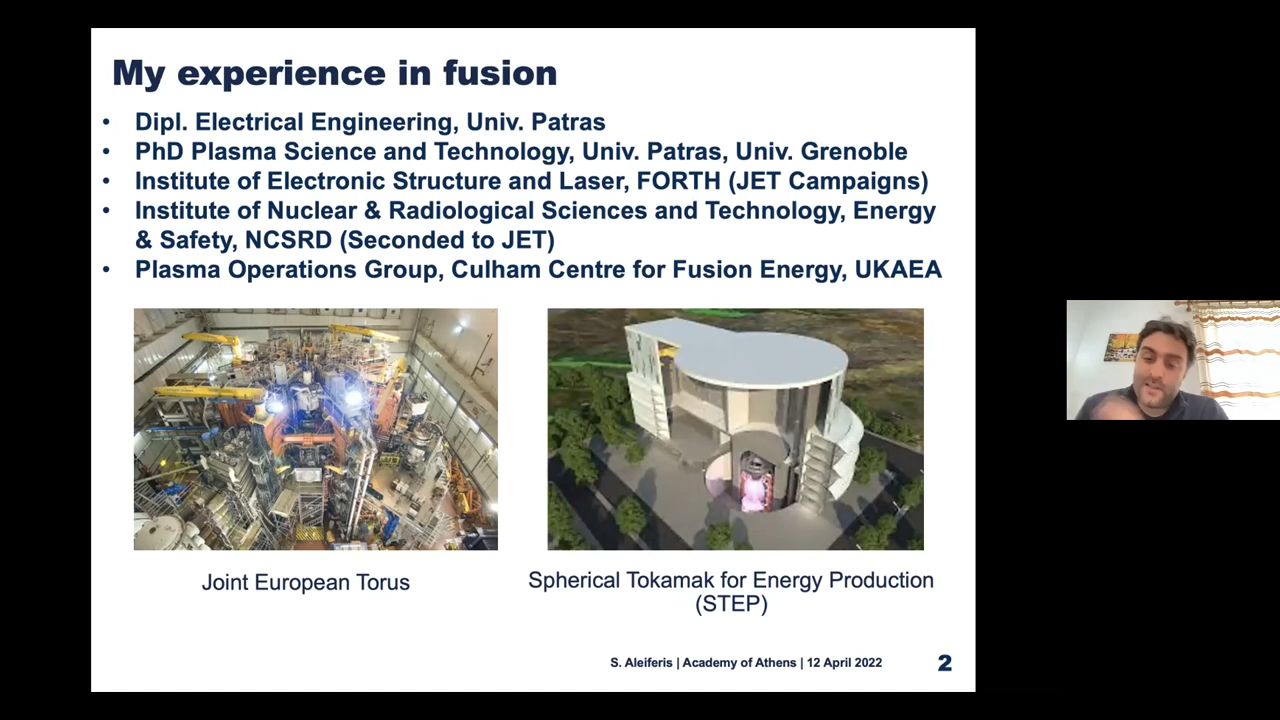 My experience in fusion
• Dipl. Electrical Engineering, Univ. Patras
• PhD Plasma Science and Technology, Univ. Patras, Univ. Grenoble
• Institute of Electronic Structure and Laser, FORTH (JET Campaigns)
• Institute of Nuclear & Radiological Sciences and Technology, Energy
& Safety, NCSRD (Seconded to JET)
• Plasma Operations Group, Culham Centre for Fusion Energy, UKAEA
Joint European Torus
Spherical Tokamak for Energy Production
(STEP)
S. Aleiferis | Academy of Athens | 12 April 2022
2